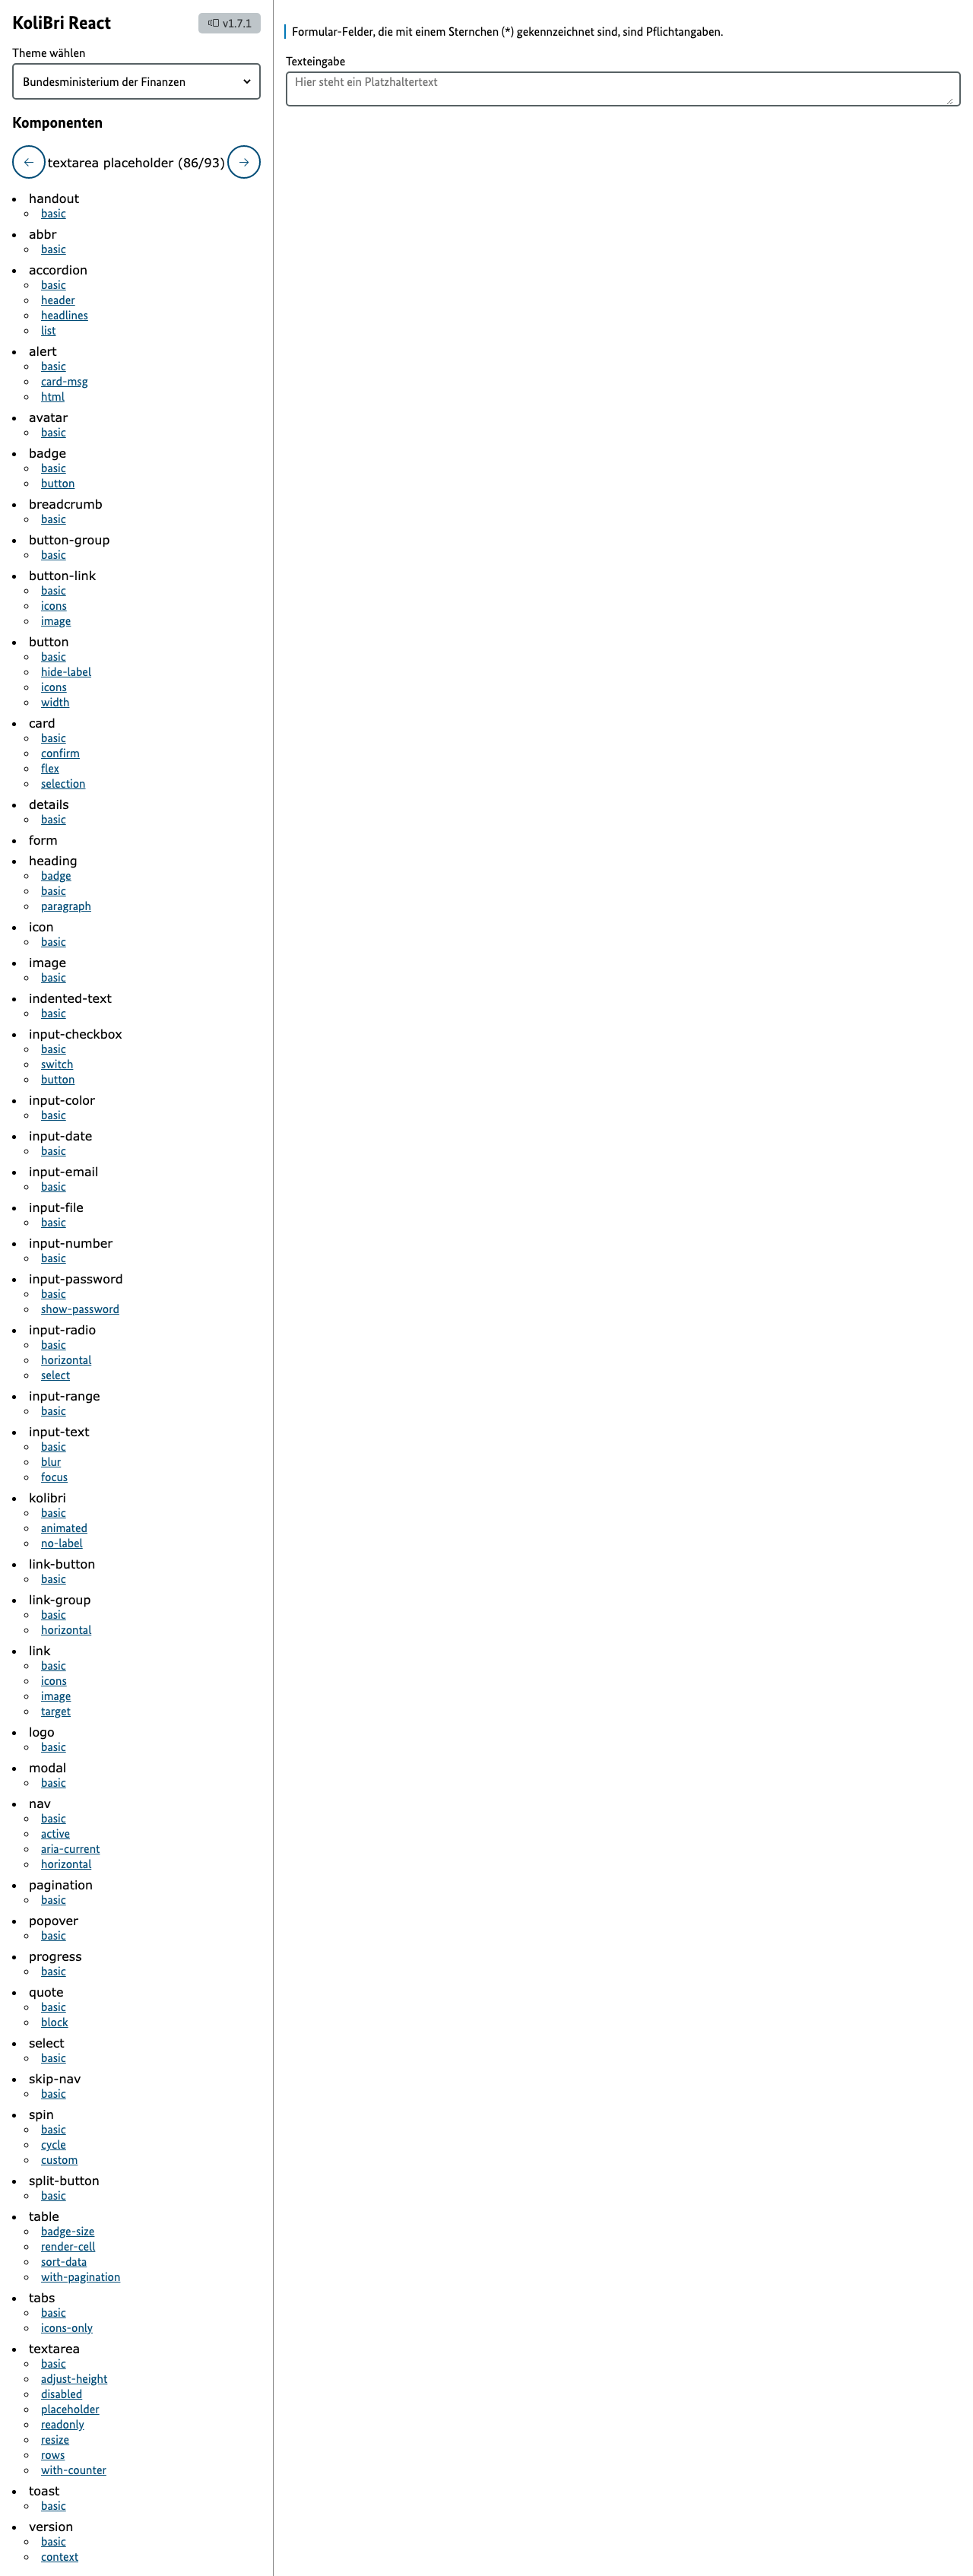 KoliBri React
v1.7.1
Theme wählen
Bundesministerium der Finanzen
Komponenten
← textarea placeholder (86/93) →
handout
basic
abbr
basic
accordion
basic
header
headlines
list
alert
basic
card-msg
html
avatar
basic
badge
basic
button
breadcrumb
basic
button-group
basic
button-link
basic
icons
image
button
basic
hide-label
icons
width
card
basic
confirm
flex
selection
details
basic
form
heading
badge
basic
paragraph
icon
basic
image
basic
indented-text
basic
input-checkbox
basic
switch
button
input-color
basic
input-date
basic
input-email
basic
input-file
basic
input-number
basic
input-password
basic
show-password
input-radio
basic
horizontal
select
input-range
basic
input-text
basic
blur
focus
kolibri
basic
animated
no-label
link-button
basic
link-group
basic
horizontal
link
basic
icons
image
target
logo
basic
modal
basic
nav
basic
active
aria-current
horizontal
pagination
basic
popover
basic
progress
basic
quote
basic
block
select
basic
skip-nav
basic
spin
basic
cycle
custom
split-button
basic
table
badge-size
render-cell
sort-data
with-pagination
tabs
basic
icons-only
textarea
basic
adjust-height
disabled
placeholder
readonly
resize
rows
with-counter
toast
basic
version
basic
context
Formular-Felder, die mit einem Sternchen (*) gekennzeichnet sind, sind Pflichtangaben.
Texteingabe
Hier steht ein Platzhaltertext